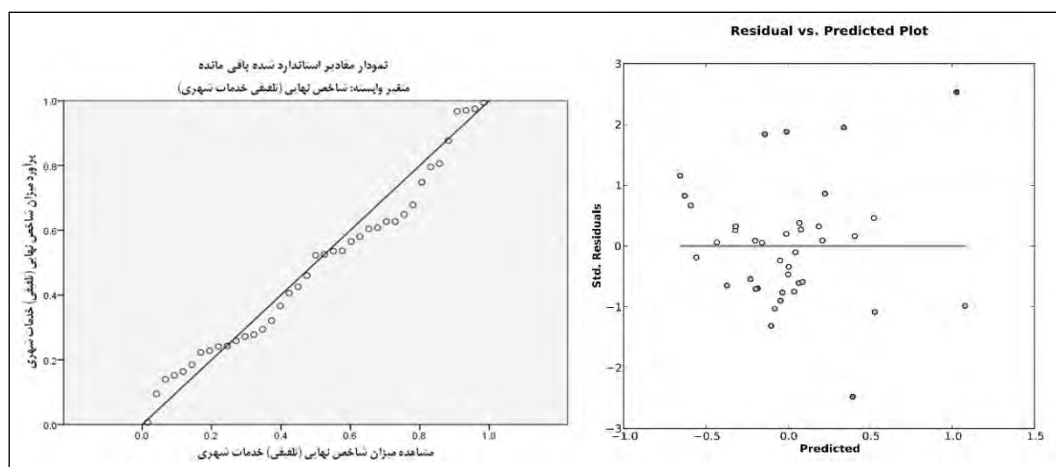 نمودار مقادیر استاندارد شده باقی مانده
متغیر وابسته: شاخص نهایی (تلفیقی خدمات شهری)
برآورد میزان شاخص نهایی (تلفیقی) خدمات شهری
1.0
0.8
0.6
0.4
0.2
0.0
0.0 0.2 0.4 0.6 0.8 1.0
مشاهده میزان شاخص نهایی (تلفیقی) خدمات شهری
Residual vs. Predicted Plot
Std. Residuals
3
2
1
0
−1
−2
−3
−1.0 −0.5 0.0 0.5 1.0 1.5
Predicted